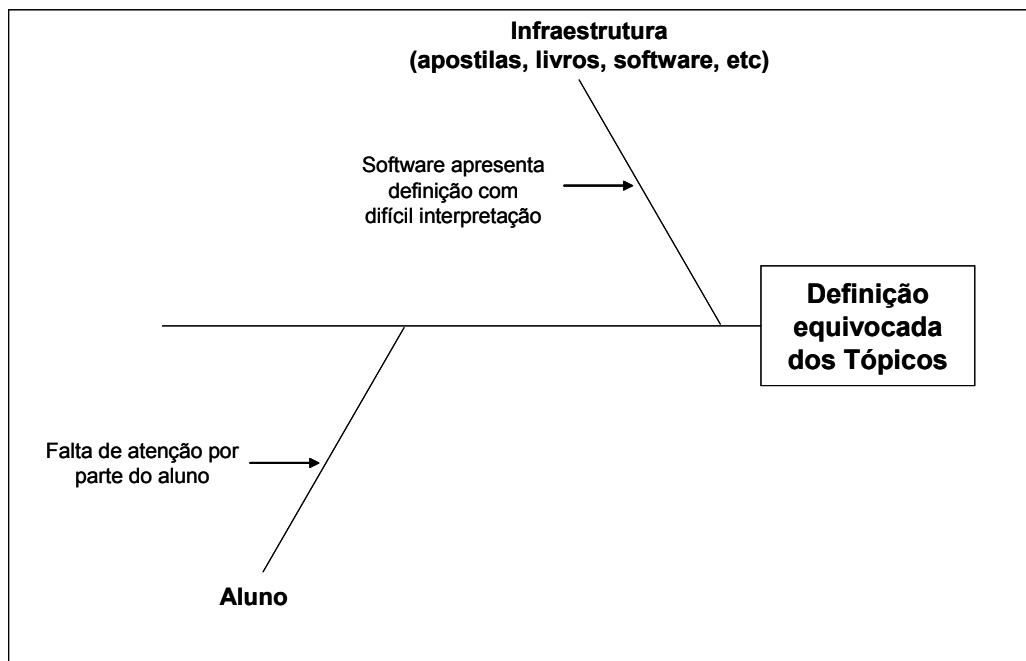 Infraestrutura
(apostilas, livros, software, etc)
Software apresenta
definição com
difícil interpretação
Definição
equivocada
dos Tópicos
Falta de atenção por
parte do aluno
Aluno